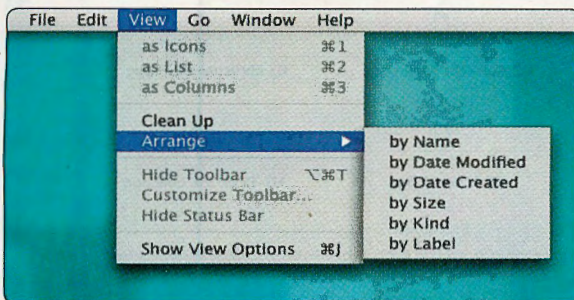 File Edit View Go Window Help
as Icons ⌘1
as List ⌘2
as Columns ⌘3
Clean Up
Arrange ▶
Hide Toolbar ⌥⌘T
Customize Toolbar...
Hide Status Bar
Show View Options ⌘J
by Name
by Date Modified
by Date Created
by Size
by Kind
by Label